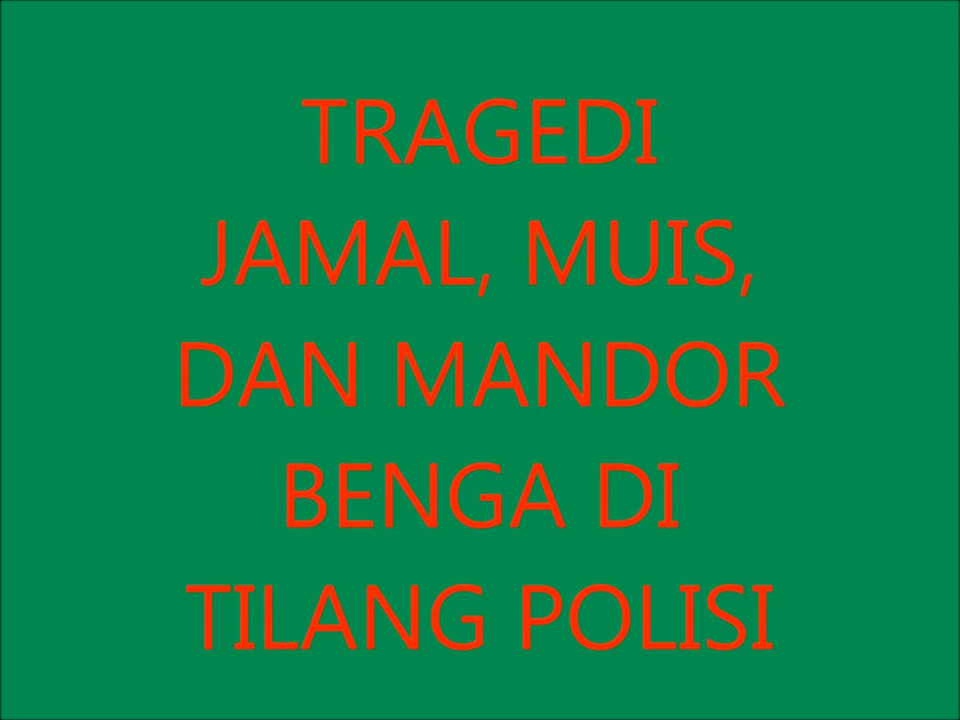 TRAGEDI
JAMAL, MUIS,
DAN MANDOR
BENGA DI
TILANG POLISI